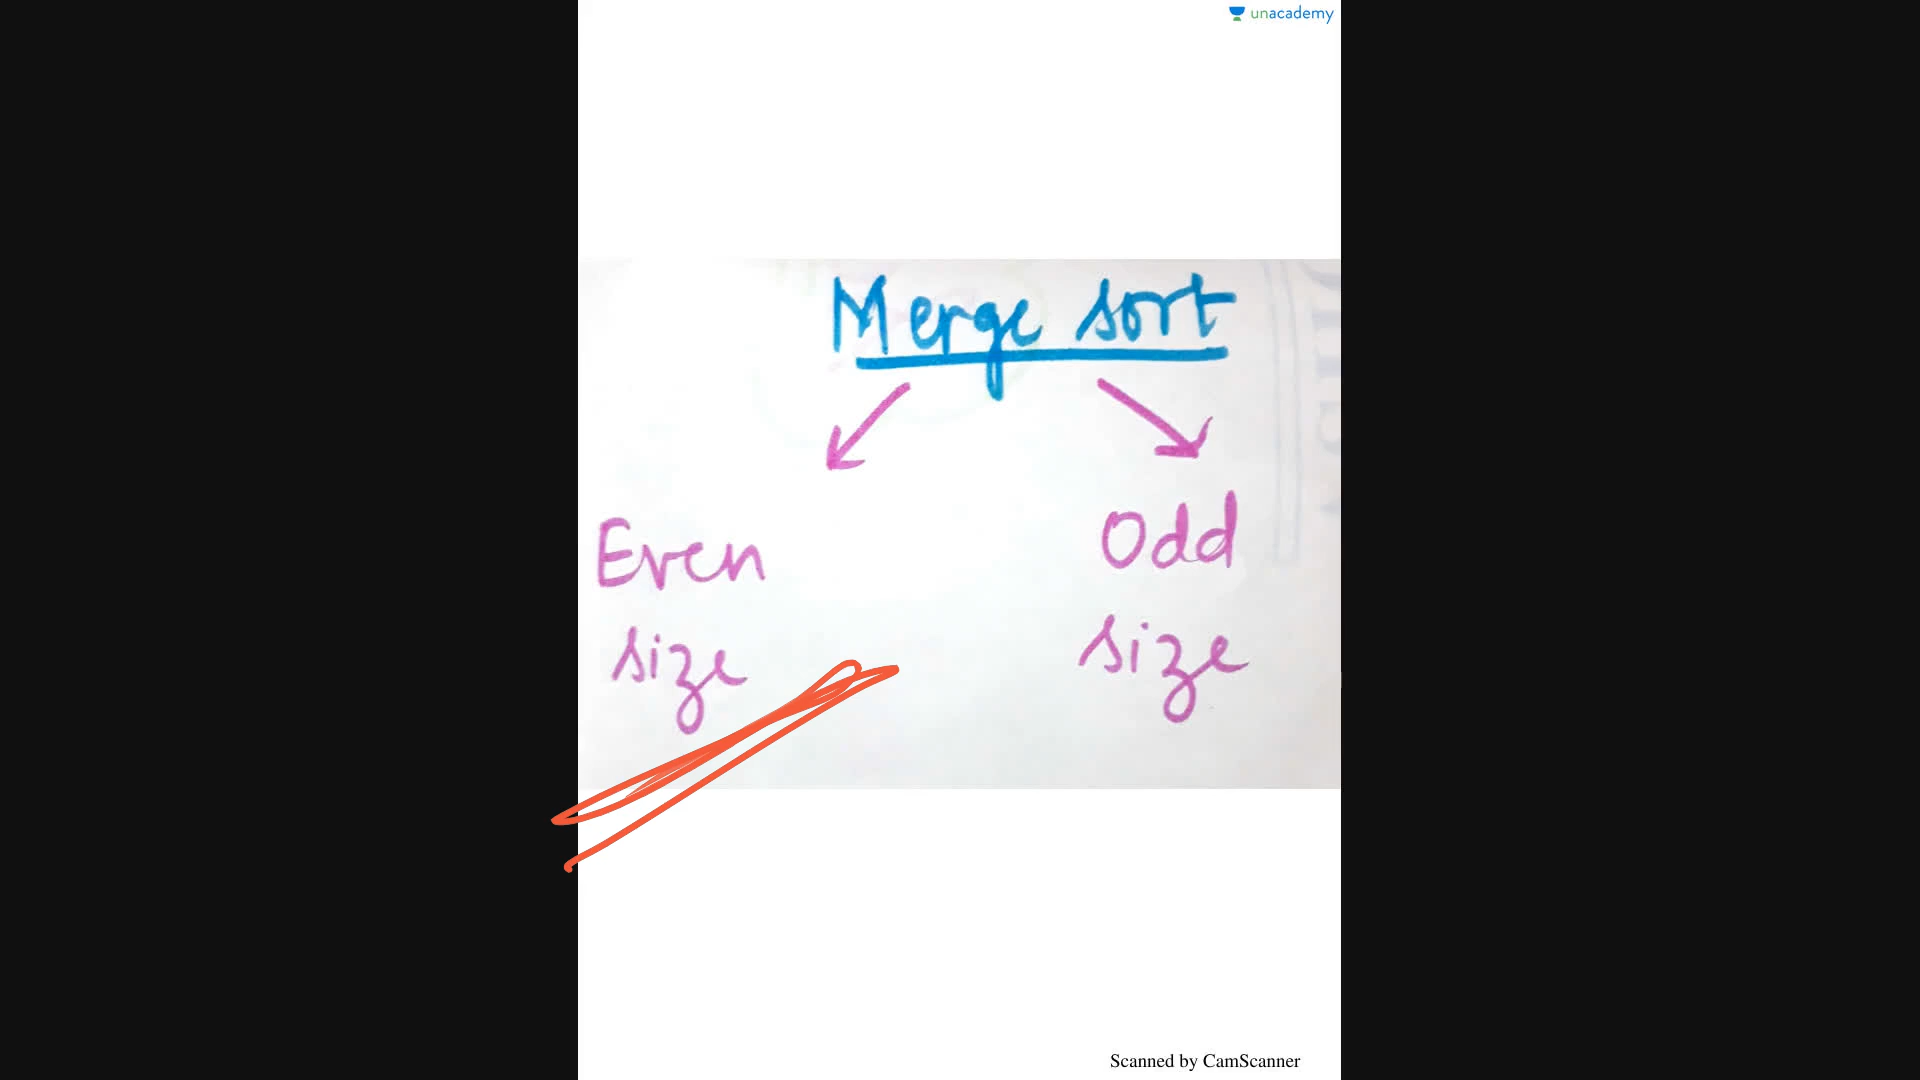 unacademy
Merge sort
Even
size
Odd
size
Scanned by CamScanner